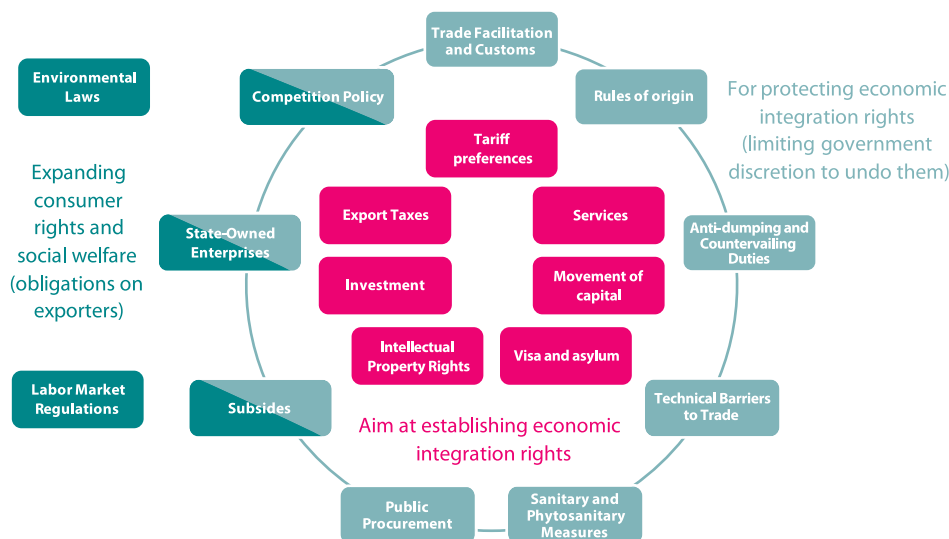 Trade Facilitation
and Customs
Environmental
Laws
Competition Policy
Rules of origin
For protecting economic
integration rights
(limiting government
discretion to undo them)
Tariff
preferences
Expanding
consumer
rights and
social welfare
(obligations on
exporters)
Export Taxes
Services
State-Owned
Enterprises
Anti-dumping and
Countervailing
Duties
Investment
Movement of
capital
Intellectual
Property Rights
Visa and asylum
Labor Market
Regulations
Subsides
Technical Barriers
to Trade
Aim at establishing economic
integration rights
Public
Procurement
Sanitary and
Phytosanitary
Measures